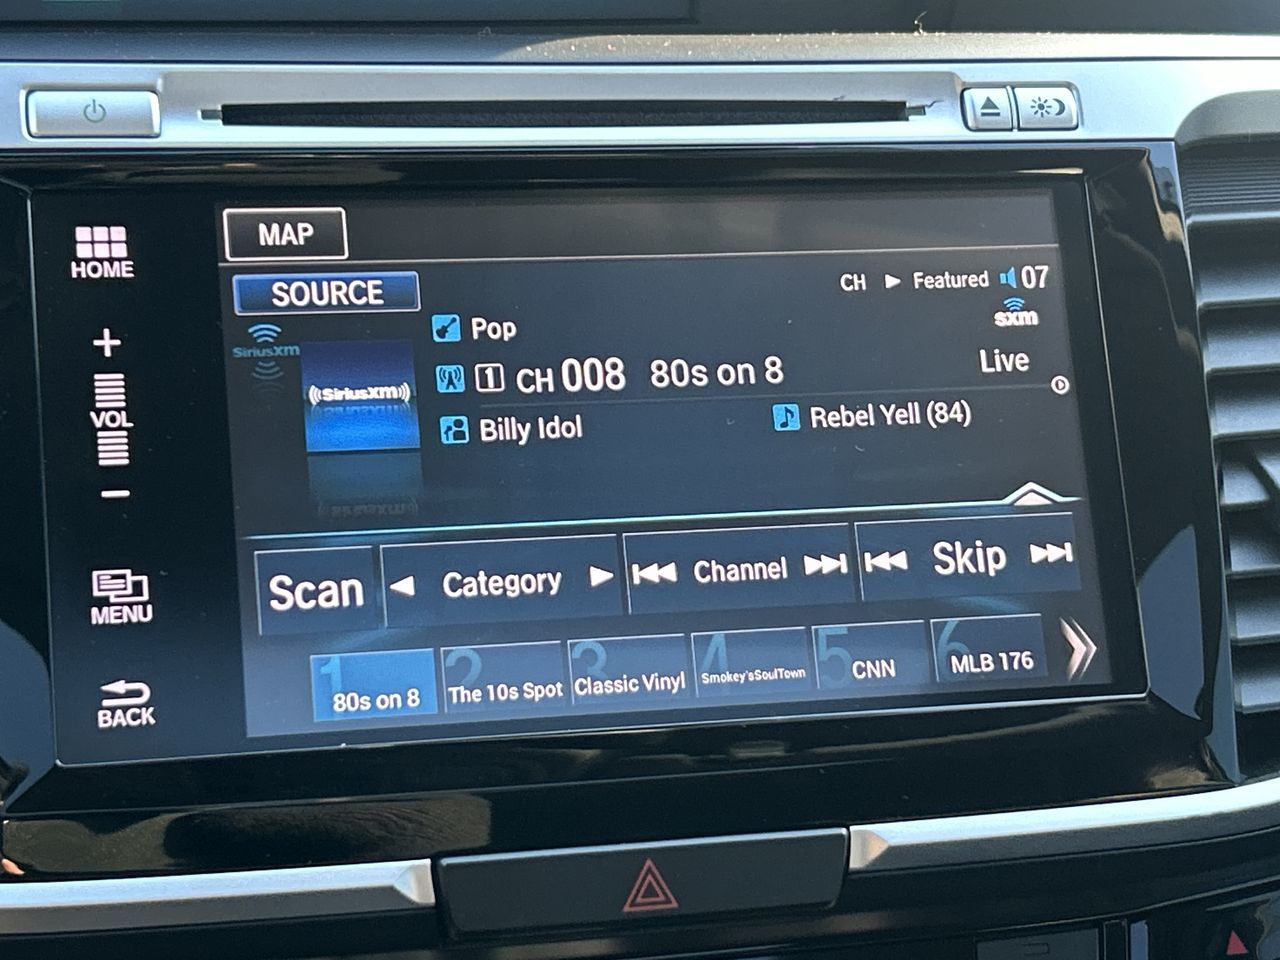 MAP
HOME
SOURCE
CH ▶ Featured 07
sxm
SiriusXM
Pop
Live
+
VOL
−
((SiriusXM))
1 CH 008 80s on 8
Billy Idol
Rebel Yell (84)
MENU
Scan
◀ Category ▶
Channel
Skip
BACK
1 80s on 8
2 The 10s Spot
3 Classic Vinyl
4 Smokey'sSoulTown
5 CNN
6 MLB 176